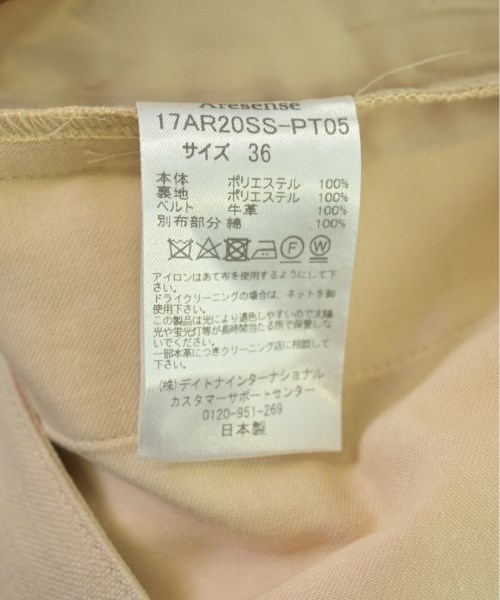 Aresense
17AR20SS-PT05
サイズ 36
本体 ポリエステル 100%
裏地 ポリエステル 100%
ベルト 牛革 100%
別布部分 綿 100%
F W
アイロンはあて布を使用するようにして下
さい。
ドライクリーニングの場合は、ネットを御
使用下さい。
この製品は光により退色しやすいので太陽
光や蛍光灯等が長時間当たる所で保管しな
いでください。
一部本革につきクリーニング店に相談して
下さい。
(株)デイトナインターナショナル
カスタマーサポートセンター
0120-951-269
日本製